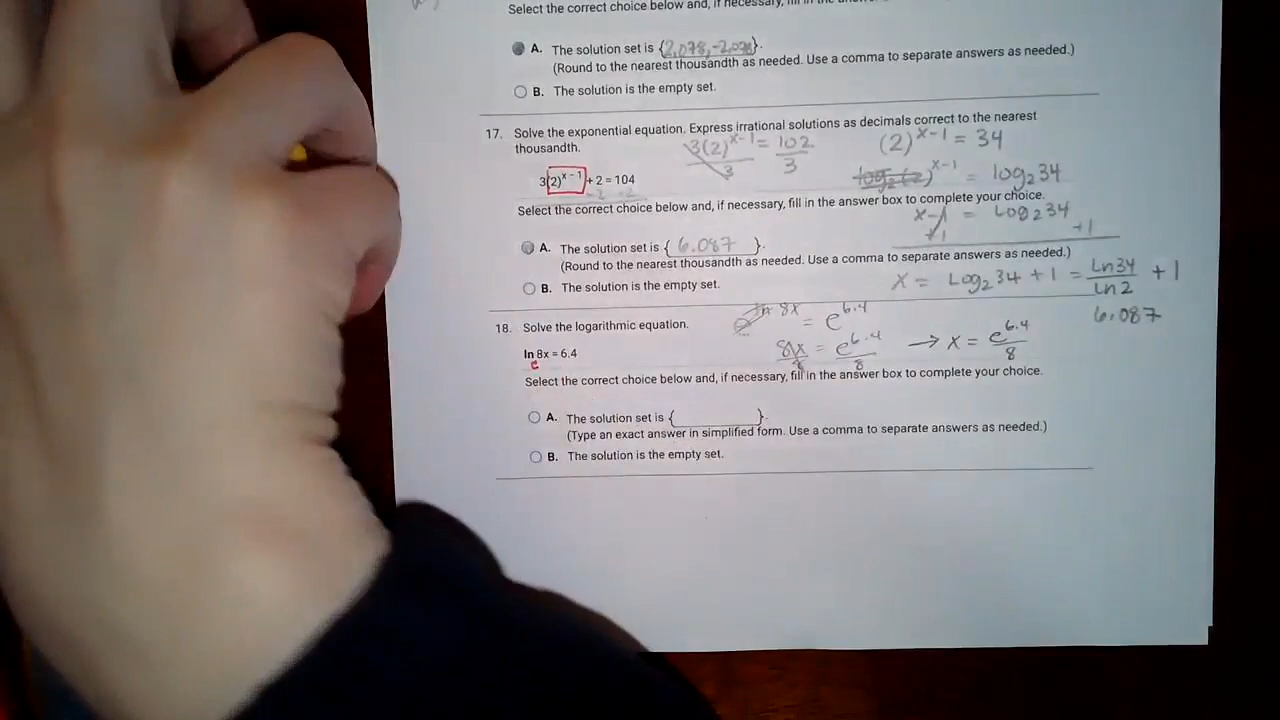 Select the correct choice below and, if necessary, fill in the
A. The solution set is {2.078, -2.078}.
(Round to the nearest thousandth as needed. Use a comma to separate answers as needed.)
B. The solution is the empty set.
17. Solve the exponential equation. Express irrational solutions as decimals correct to the nearest
thousandth.
3(2)^x-1 / 3 = 102 / 3
(2)^x-1 = 34
3(2)^x-1 + 2 = 104
-2 -2
log₂(2)^x-1 = log₂34
Select the correct choice below and, if necessary, fill in the answer box to complete your choice.
x-1 = Log₂34
+1 +1
A. The solution set is { 6.087 }.
(Round to the nearest thousandth as needed. Use a comma to separate answers as needed.)
x = Log₂34 + 1 = Ln34 / Ln2 + 1
B. The solution is the empty set.
6.087
18. Solve the logarithmic equation.
e^ln 8x = e^6.4
ln 8x = 6.4
e
8x / 8 = e^6.4 / 8 → x = e^6.4 / 8
Select the correct choice below and, if necessary, fill in the answer box to complete your choice.
A. The solution set is { }.
(Type an exact answer in simplified form. Use a comma to separate answers as needed.)
B. The solution is the empty set.